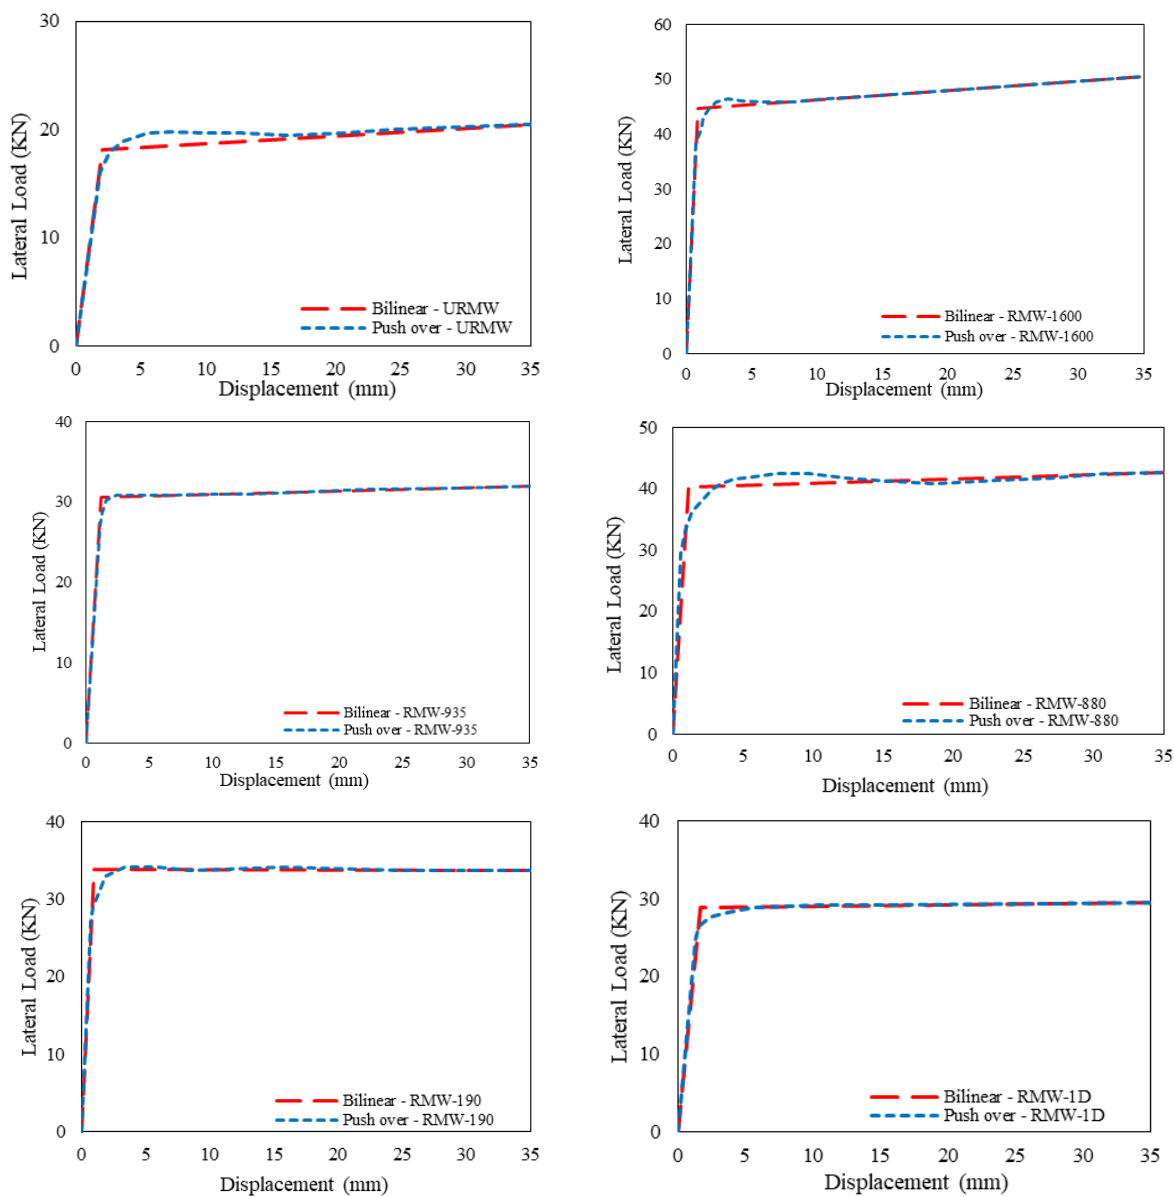 30
20
10
0
Lateral Load (KN)
Bilinear - URMW
Push over - URMW
0 5 10 15 20 25 30 35
Displacement (mm)
60
50
40
30
20
10
0
Lateral Load (KN)
Bilinear - RMW-1600
Push over - RMW-1600
0 5 10 15 20 25 30 35
Displacement (mm)
40
30
20
10
0
Lateral Load (KN)
Bilinear - RMW-935
Push over - RMW-935
0 5 10 15 20 25 30 35
Displacement (mm)
50
40
30
20
10
0
Lateral Load (KN)
Bilinear - RMW-880
Push over - RMW-880
0 5 10 15 20 25 30 35
Displacement (mm)
40
30
20
10
0
Lateral Load (KN)
Bilinear - RMW-190
Push over - RMW-190
0 5 10 15 20 25 30 35
Displacement (mm)
40
30
20
10
0
Lateral Load (KN)
Bilinear - RMW-1D
Push over - RMW-1D
0 5 10 15 20 25 30 35
Displacement (mm)